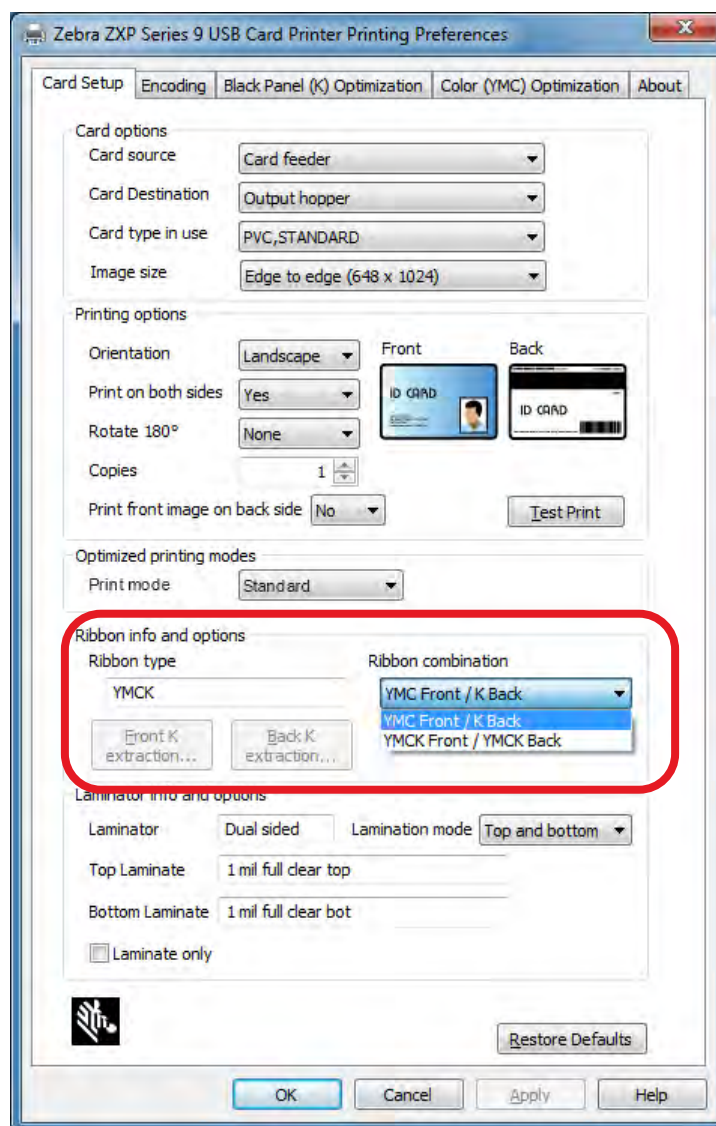 Zebra ZXP Series 9 USB Card Printer Printing Preferences
Card Setup Encoding Black Panel (K) Optimization Color (YMC) Optimization About
Card options
Card source Card feeder
Card Destination Output hopper
Card type in use PVC,STANDARD
Image size Edge to edge (648 x 1024)
Printing options
Orientation Landscape Front Back
Print on both sides Yes
ID CARD ID CARD
Rotate 180° None
Copies 1
Print front image on back side No Test Print
Optimized printing modes
Print mode Standard
Ribbon info and options
Ribbon type Ribbon combination
YMCK YMC Front / K Back
YMC Front / K Back
YMCK Front / YMCK Back
Front K extraction... Back K extraction...
Laminator info and options
Laminator Dual sided Lamination mode Top and bottom
Top Laminate 1 mil full clear top
Bottom Laminate 1 mil full clear bot
Laminate only
Restore Defaults
OK Cancel Apply Help